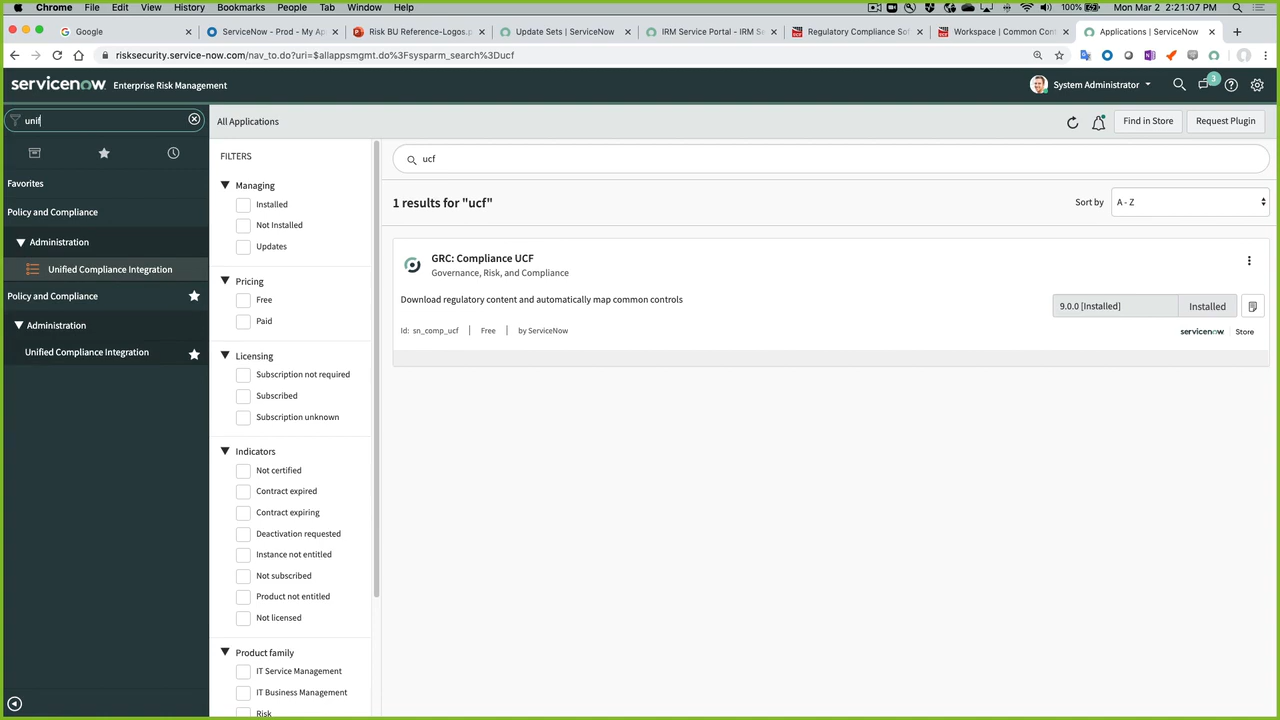 Chrome File Edit View History Bookmarks People Tab Window Help 100% Mon Mar 2 2:21:07 PM
Google ServiceNow - Prod - My Ap Risk BU Reference-Logos.p Update Sets | ServiceNow IRM Service Portal - IRM Se Regulatory Compliance Sof Workspace | Common Cont Applications | ServiceNow
risksecurity.service-now.com/nav_to.do?uri=$allappsmgmt.do%3Fsysparm_search%3Ducf
servicenow Enterprise Risk Management System Administrator 3
unif
All Applications Find in Store Request Plugin
Favorites
Policy and Compliance
Administration
Unified Compliance Integration
Policy and Compliance
Administration
Unified Compliance Integration
FILTERS
Managing
Installed
Not Installed
Updates
Pricing
Free
Paid
Licensing
Subscription not required
Subscribed
Subscription unknown
Indicators
Not certified
Contract expired
Contract expiring
Deactivation requested
Instance not entitled
Not subscribed
Product not entitled
Not licensed
Product family
IT Service Management
IT Business Management
Risk
ucf
1 results for "ucf" Sort by A - Z
GRC: Compliance UCF
Governance, Risk, and Compliance
Download regulatory content and automatically map common controls
9.0.0 [Installed] Installed
Id: sn_comp_ucf | Free | by ServiceNow servicenow Store